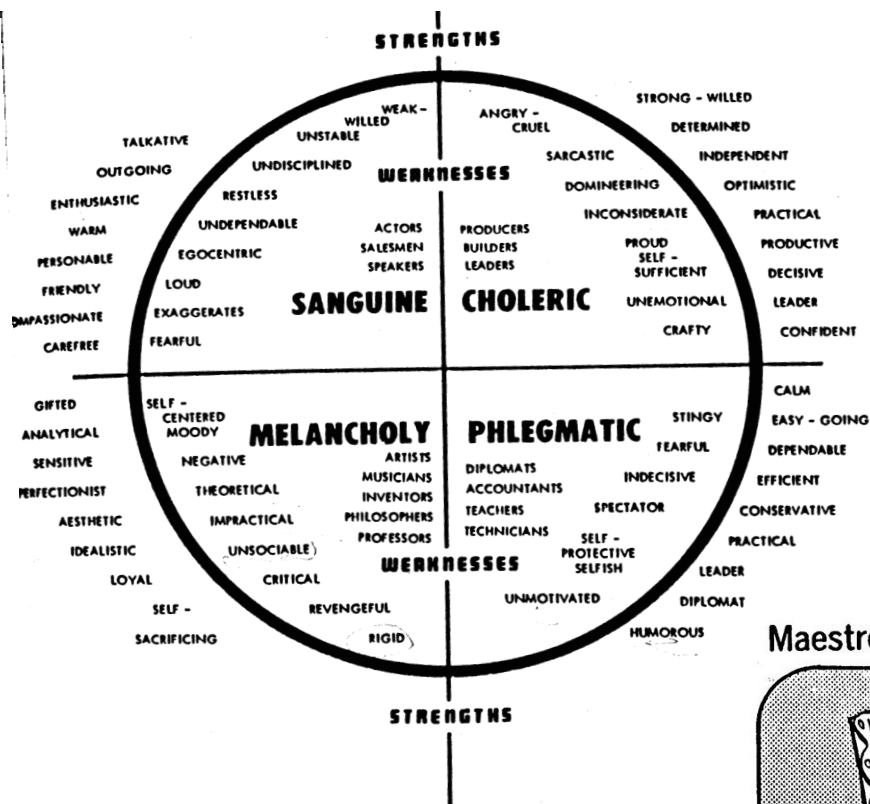 STRENGTHS
TALKATIVE
OUTGOING
ENTHUSIASTIC
WARM
PERSONABLE
FRIENDLY
OMPASSIONATE
CAREFREE
WEAK -
WILLED
UNSTABLE
UNDISCIPLINED
RESTLESS
UNDEPENDABLE
EGOCENTRIC
LOUD
EXAGGERATES
FEARFUL
WEAKNESSES
ACTORS
SALESMEN
SPEAKERS
SANGUINE
ANGRY -
CRUEL
SARCASTIC
DOMINEERING
INCONSIDERATE
PROUD
SELF -
SUFFICIENT
UNEMOTIONAL
CRAFTY
PRODUCERS
BUILDERS
LEADERS
CHOLERIC
STRONG - WILLED
DETERMINED
INDEPENDENT
OPTIMISTIC
PRACTICAL
PRODUCTIVE
DECISIVE
LEADER
CONFIDENT
GIFTED
ANALYTICAL
SENSITIVE
PERFECTIONIST
AESTHETIC
IDEALISTIC
LOYAL
SELF -
SACRIFICING
SELF -
CENTERED
MOODY
NEGATIVE
THEORETICAL
IMPRACTICAL
UNSOCIABLE
CRITICAL
REVENGEFUL
RIGID
MELANCHOLY
ARTISTS
MUSICIANS
INVENTORS
PHILOSOPHERS
PROFESSORS
WEAKNESSES
PHLEGMATIC
DIPLOMATS
ACCOUNTANTS
TEACHERS
TECHNICIANS
STINGY
FEARFUL
INDECISIVE
SPECTATOR
SELF -
PROTECTIVE
SELFISH
UNMOTIVATED
CALM
EASY - GOING
DEPENDABLE
EFFICIENT
CONSERVATIVE
PRACTICAL
LEADER
DIPLOMAT
HUMOROUS
STRENGTHS
Maestr